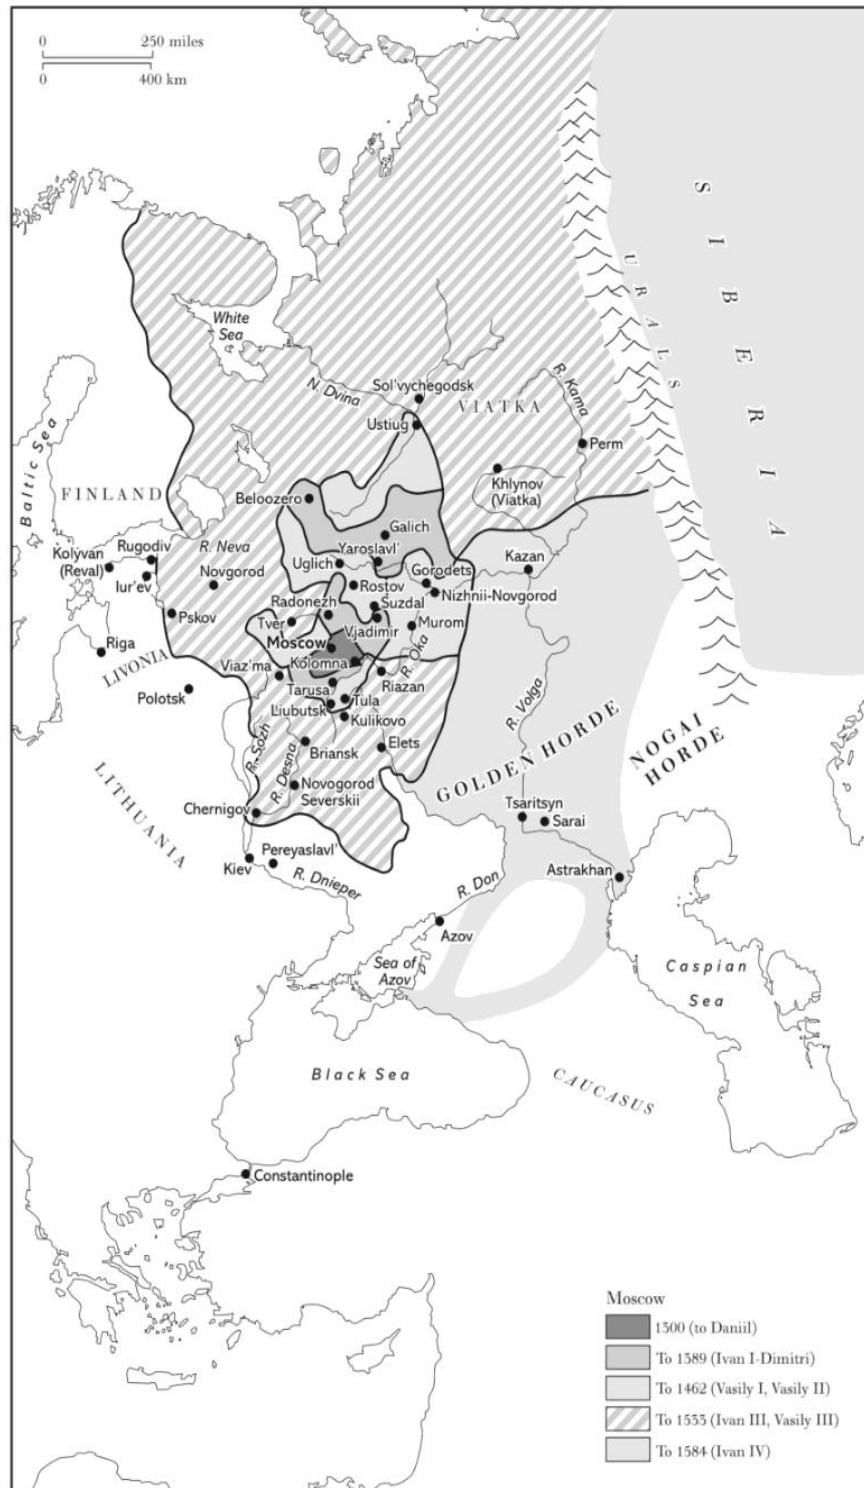 0 250 miles
0 400 km
SIBERIA
URALS
White
Sea
N. Dvina
Sol'vychegodsk
VIATKA
R. Kama
Ustiug
Perm
Baltic Sea
FINLAND
Beloozero
Khlynov
(Viatka)
Galich
Kolyvan
(Reval)
Rugodiv
R. Neva
Yaroslavl'
Uglich
Kazan
Iur'ev
Novgorod
Gorodets
Rostov
Nizhnii-Novgorod
Radonezh
Suzdal
Pskov
Tver
Vjadimir
Murom
Moscow
R. Oka
Riga
LIVONIA
Kolomna
Viaz'ma
Riazan
Polotsk
Tarusa
Tula
Liubutsk
Kulikovo
R. Volga
R. Sozh
Briansk
Elets
R. Desna
GOLDEN HORDE
NOGAI
HORDE
LITHUANIA
Novogorod
Severskii
Chernigov
Tsaritsyn
Sarai
Kiev
Pereyaslavl'
R. Dnieper
R. Don
Astrakhan
Azov
Sea of
Azov
Caspian
Sea
Black Sea
CAUCASUS
Constantinople
Moscow
1300 (to Daniil)
To 1389 (Ivan I-Dimitri)
To 1462 (Vasily I, Vasily II)
To 1533 (Ivan III, Vasily III)
To 1584 (Ivan IV)